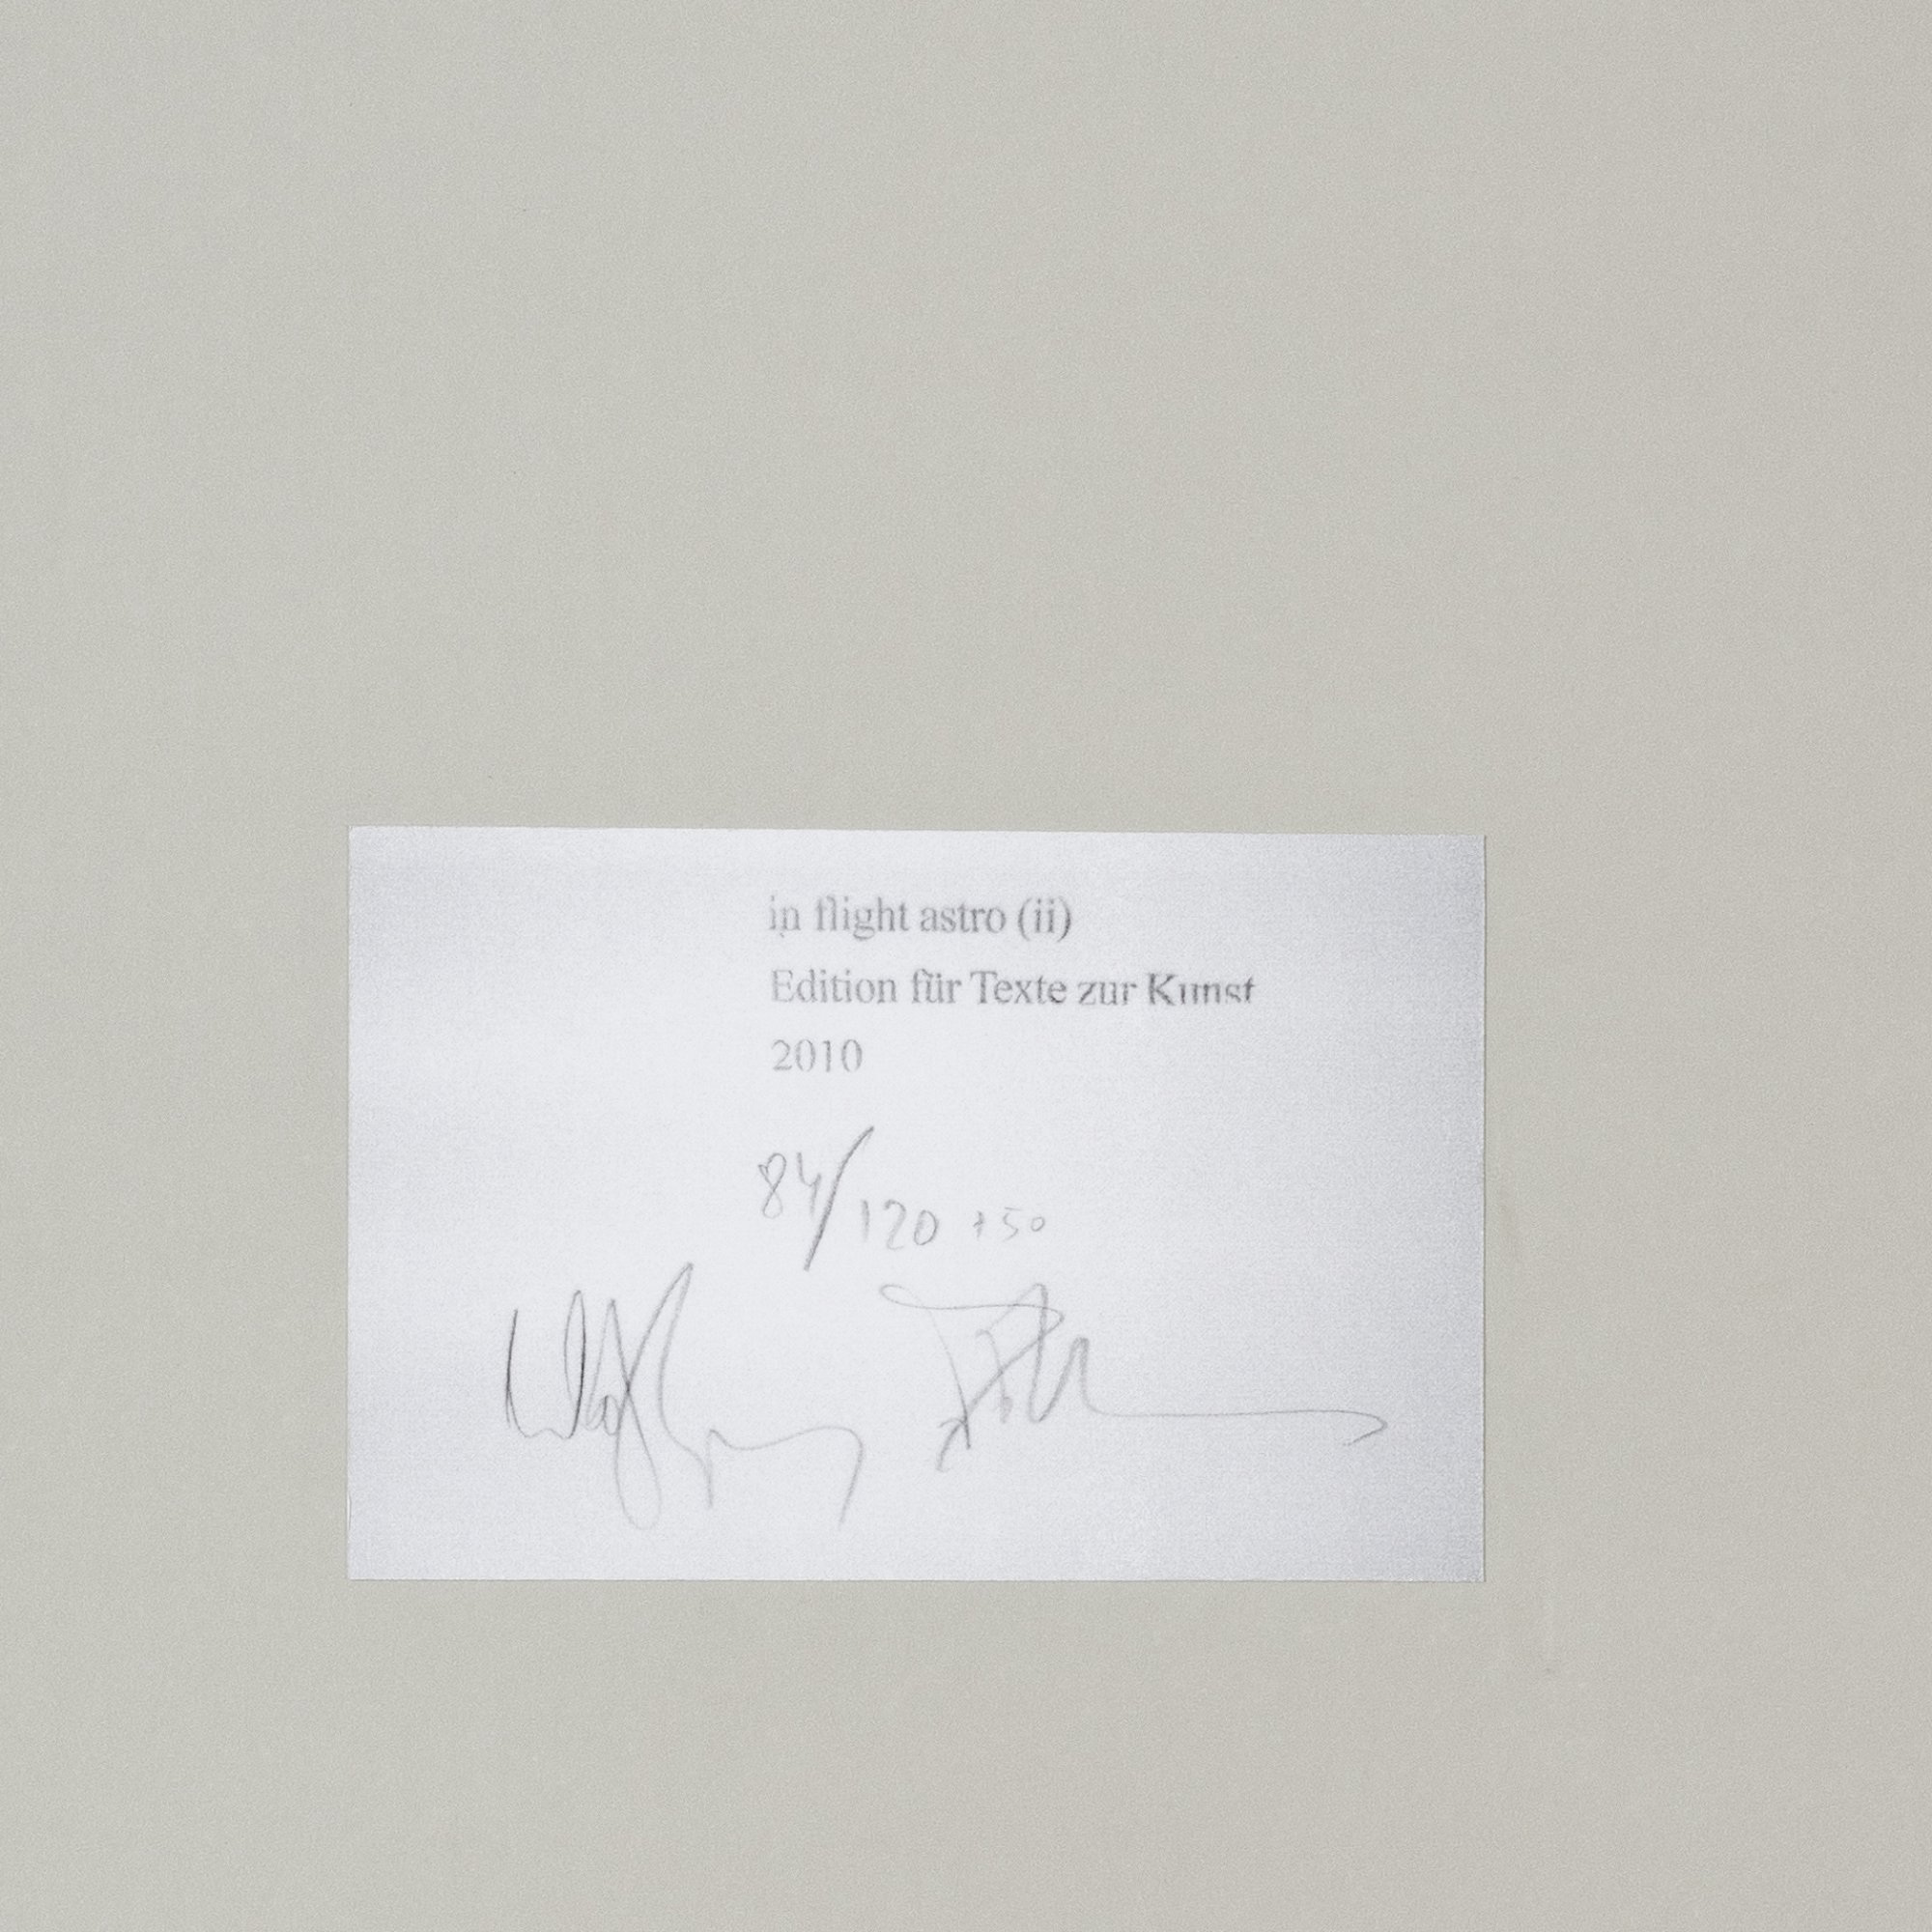 in flight astro (ii)
Edition für Texte zur Kunst
2010
84/120 +50